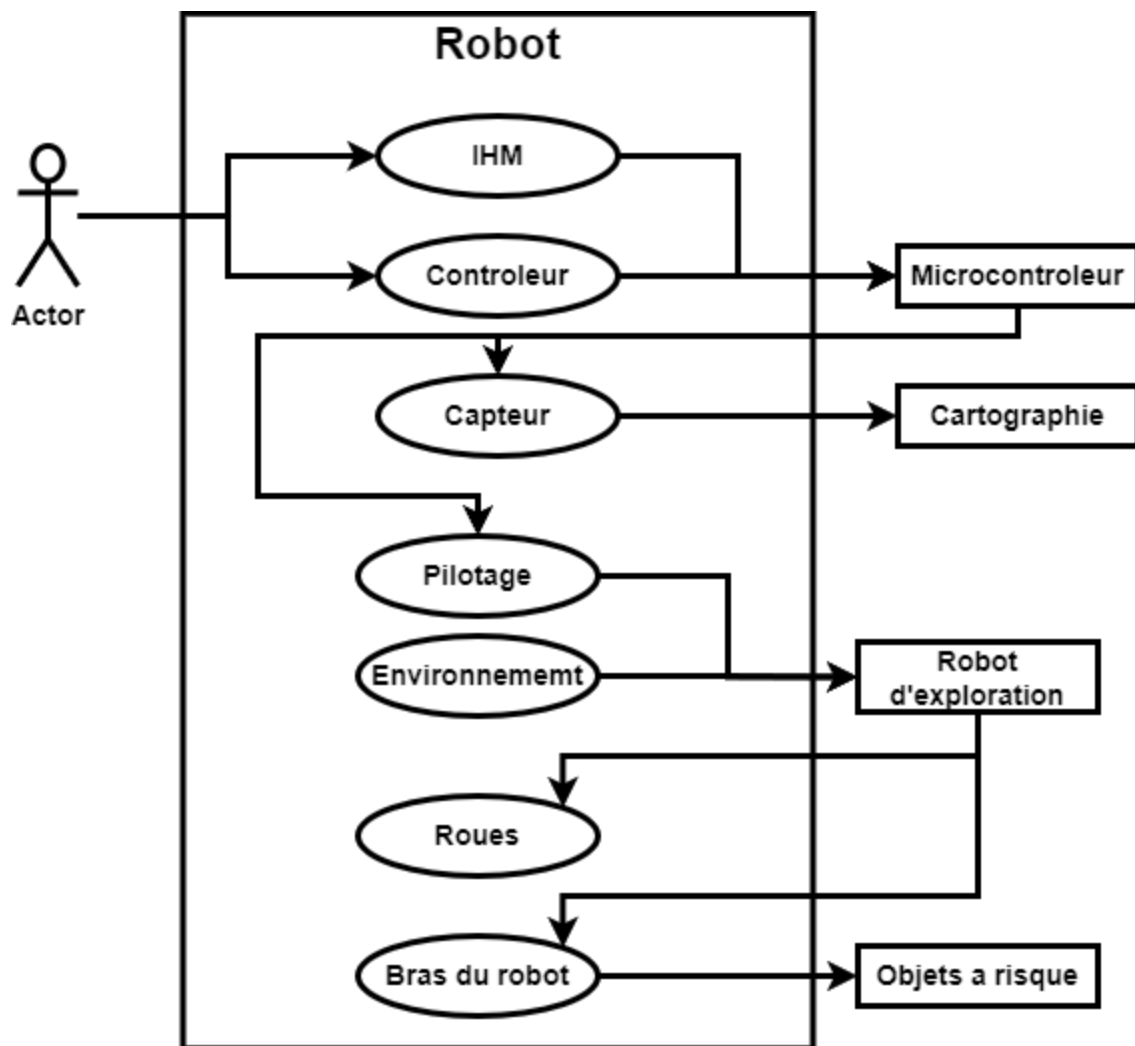 Robot
IHM
Controleur
Microcontroleur
Actor
Capteur
Cartographie
Pilotage
Environnememt
Robot
d'exploration
Roues
Bras du robot
Objets a risque